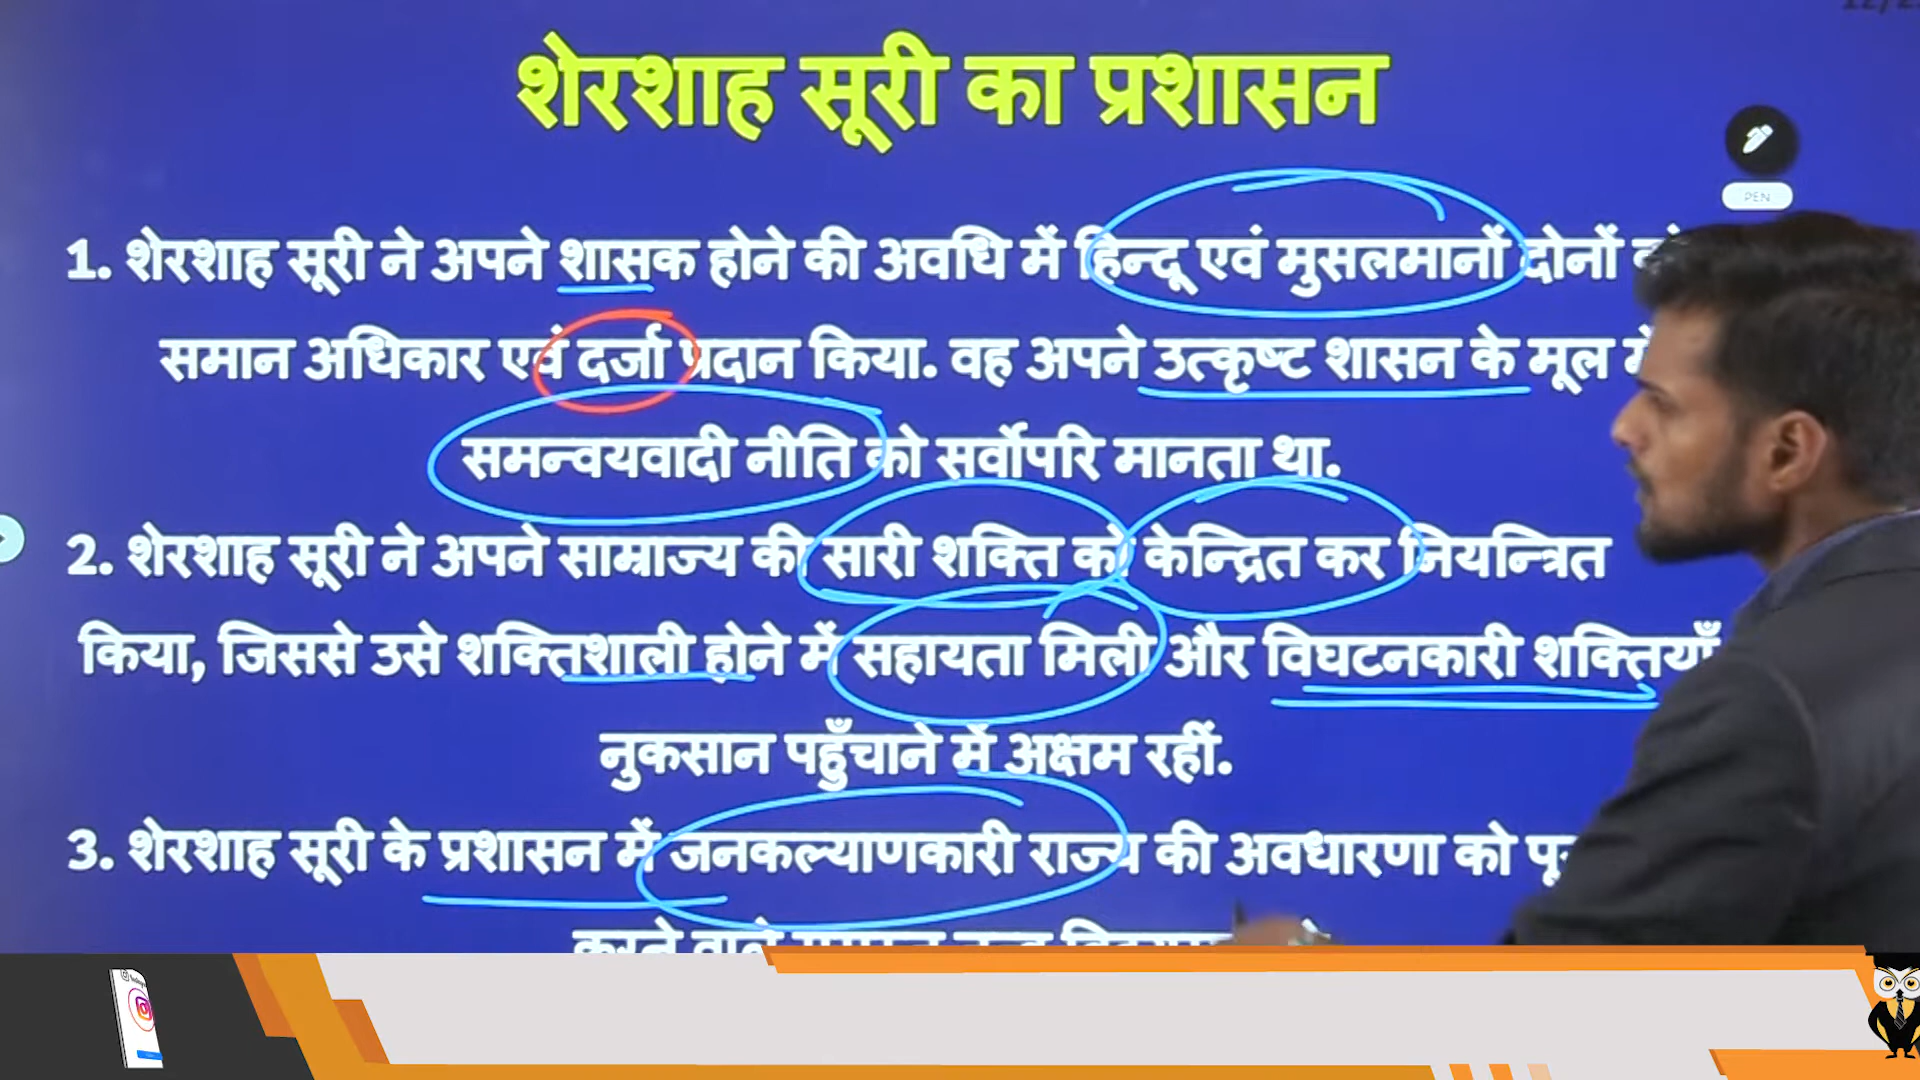 शेरशाह सूरी का प्रशासन
PEN
1. शेरशाह सूरी ने अपने शासक होने की अवधि में हिन्दू एवं मुसलमानों दोनों
समान अधिकार एवं दर्जा प्रदान किया. वह अपने उत्कृष्ट शासन के मूल में
समन्वयवादी नीति को सर्वोपरि मानता था.
2. शेरशाह सूरी ने अपने साम्राज्य की सारी शक्ति को केन्द्रित कर नियन्त्रित
किया, जिससे उसे शक्तिशाली होने में सहायता मिली और विघटनकारी शक्तियाँ
नुकसान पहुँचाने में अक्षम रहीं.
3. शेरशाह सूरी के प्रशासन में जनकल्याणकारी राज्य की अवधारणा को
करने वाले